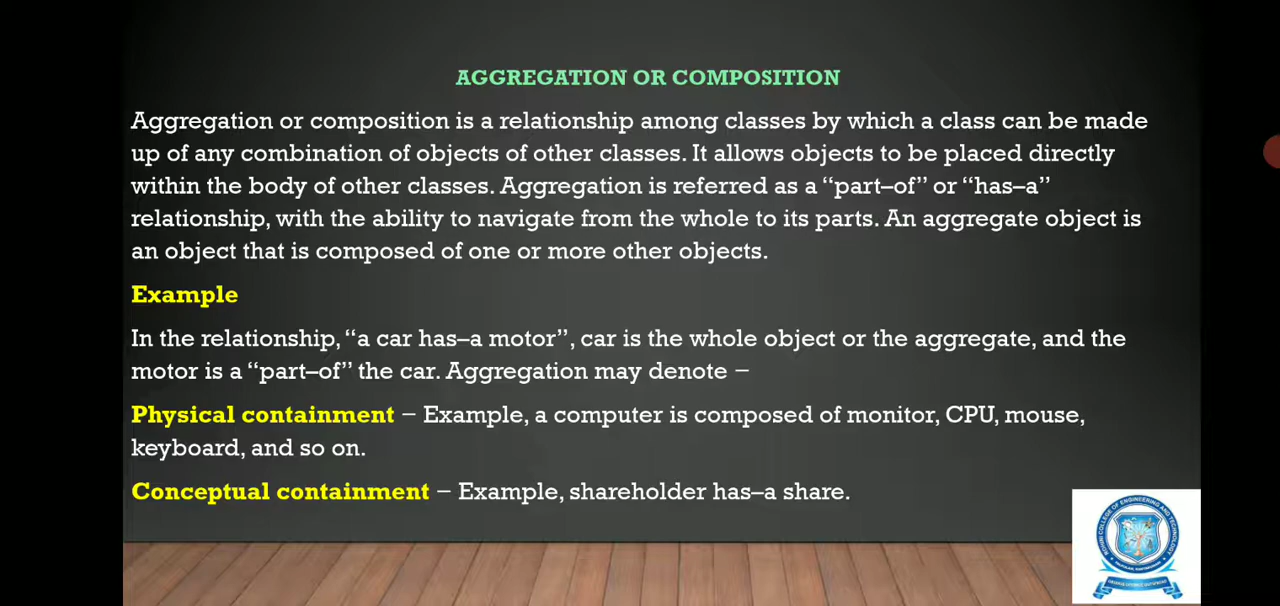 AGGREGATION OR COMPOSITION
Aggregation or composition is a relationship among classes by which a class can be made
up of any combination of objects of other classes. It allows objects to be placed directly
within the body of other classes. Aggregation is referred as a “part–of” or “has–a”
relationship, with the ability to navigate from the whole to its parts. An aggregate object is
an object that is composed of one or more other objects.
Example
In the relationship, “a car has–a motor”, car is the whole object or the aggregate, and the
motor is a “part–of” the car. Aggregation may denote −
Physical containment − Example, a computer is composed of monitor, CPU, mouse,
keyboard, and so on.
Conceptual containment − Example, shareholder has–a share.
COLLEGE OF ENGINEERING AND TECHNOLOGY